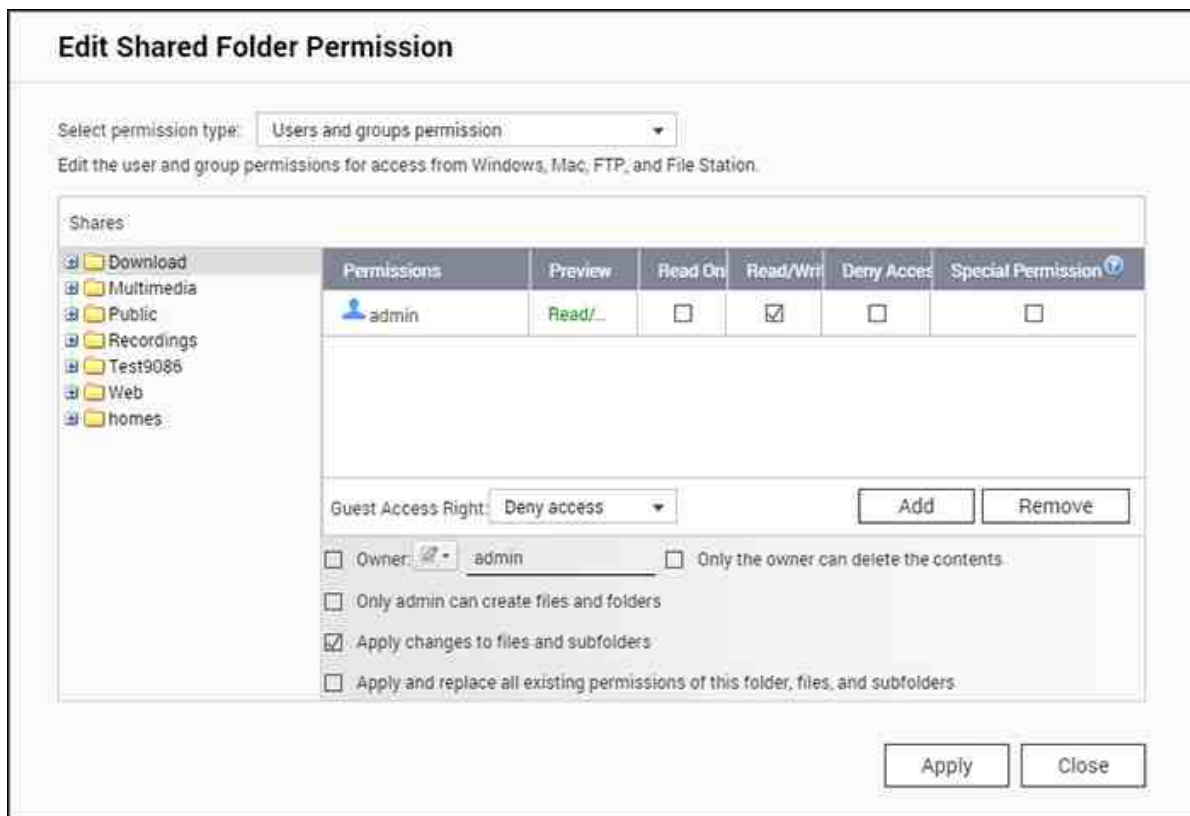 Edit Shared Folder Permission
Select permission type: Users and groups permission
Edit the user and group permissions for access from Windows, Mac, FTP, and File Station.
Shares
Download
Multimedia
Public
Recordings
Test9086
Web
homes
Permissions Preview Read On Read/Wri Deny Acces Special Permission
admin Read/...
Guest Access Right: Deny access Add Remove
Owner: admin Only the owner can delete the contents
Only admin can create files and folders
Apply changes to files and subfolders
Apply and replace all existing permissions of this folder, files, and subfolders
Apply Close